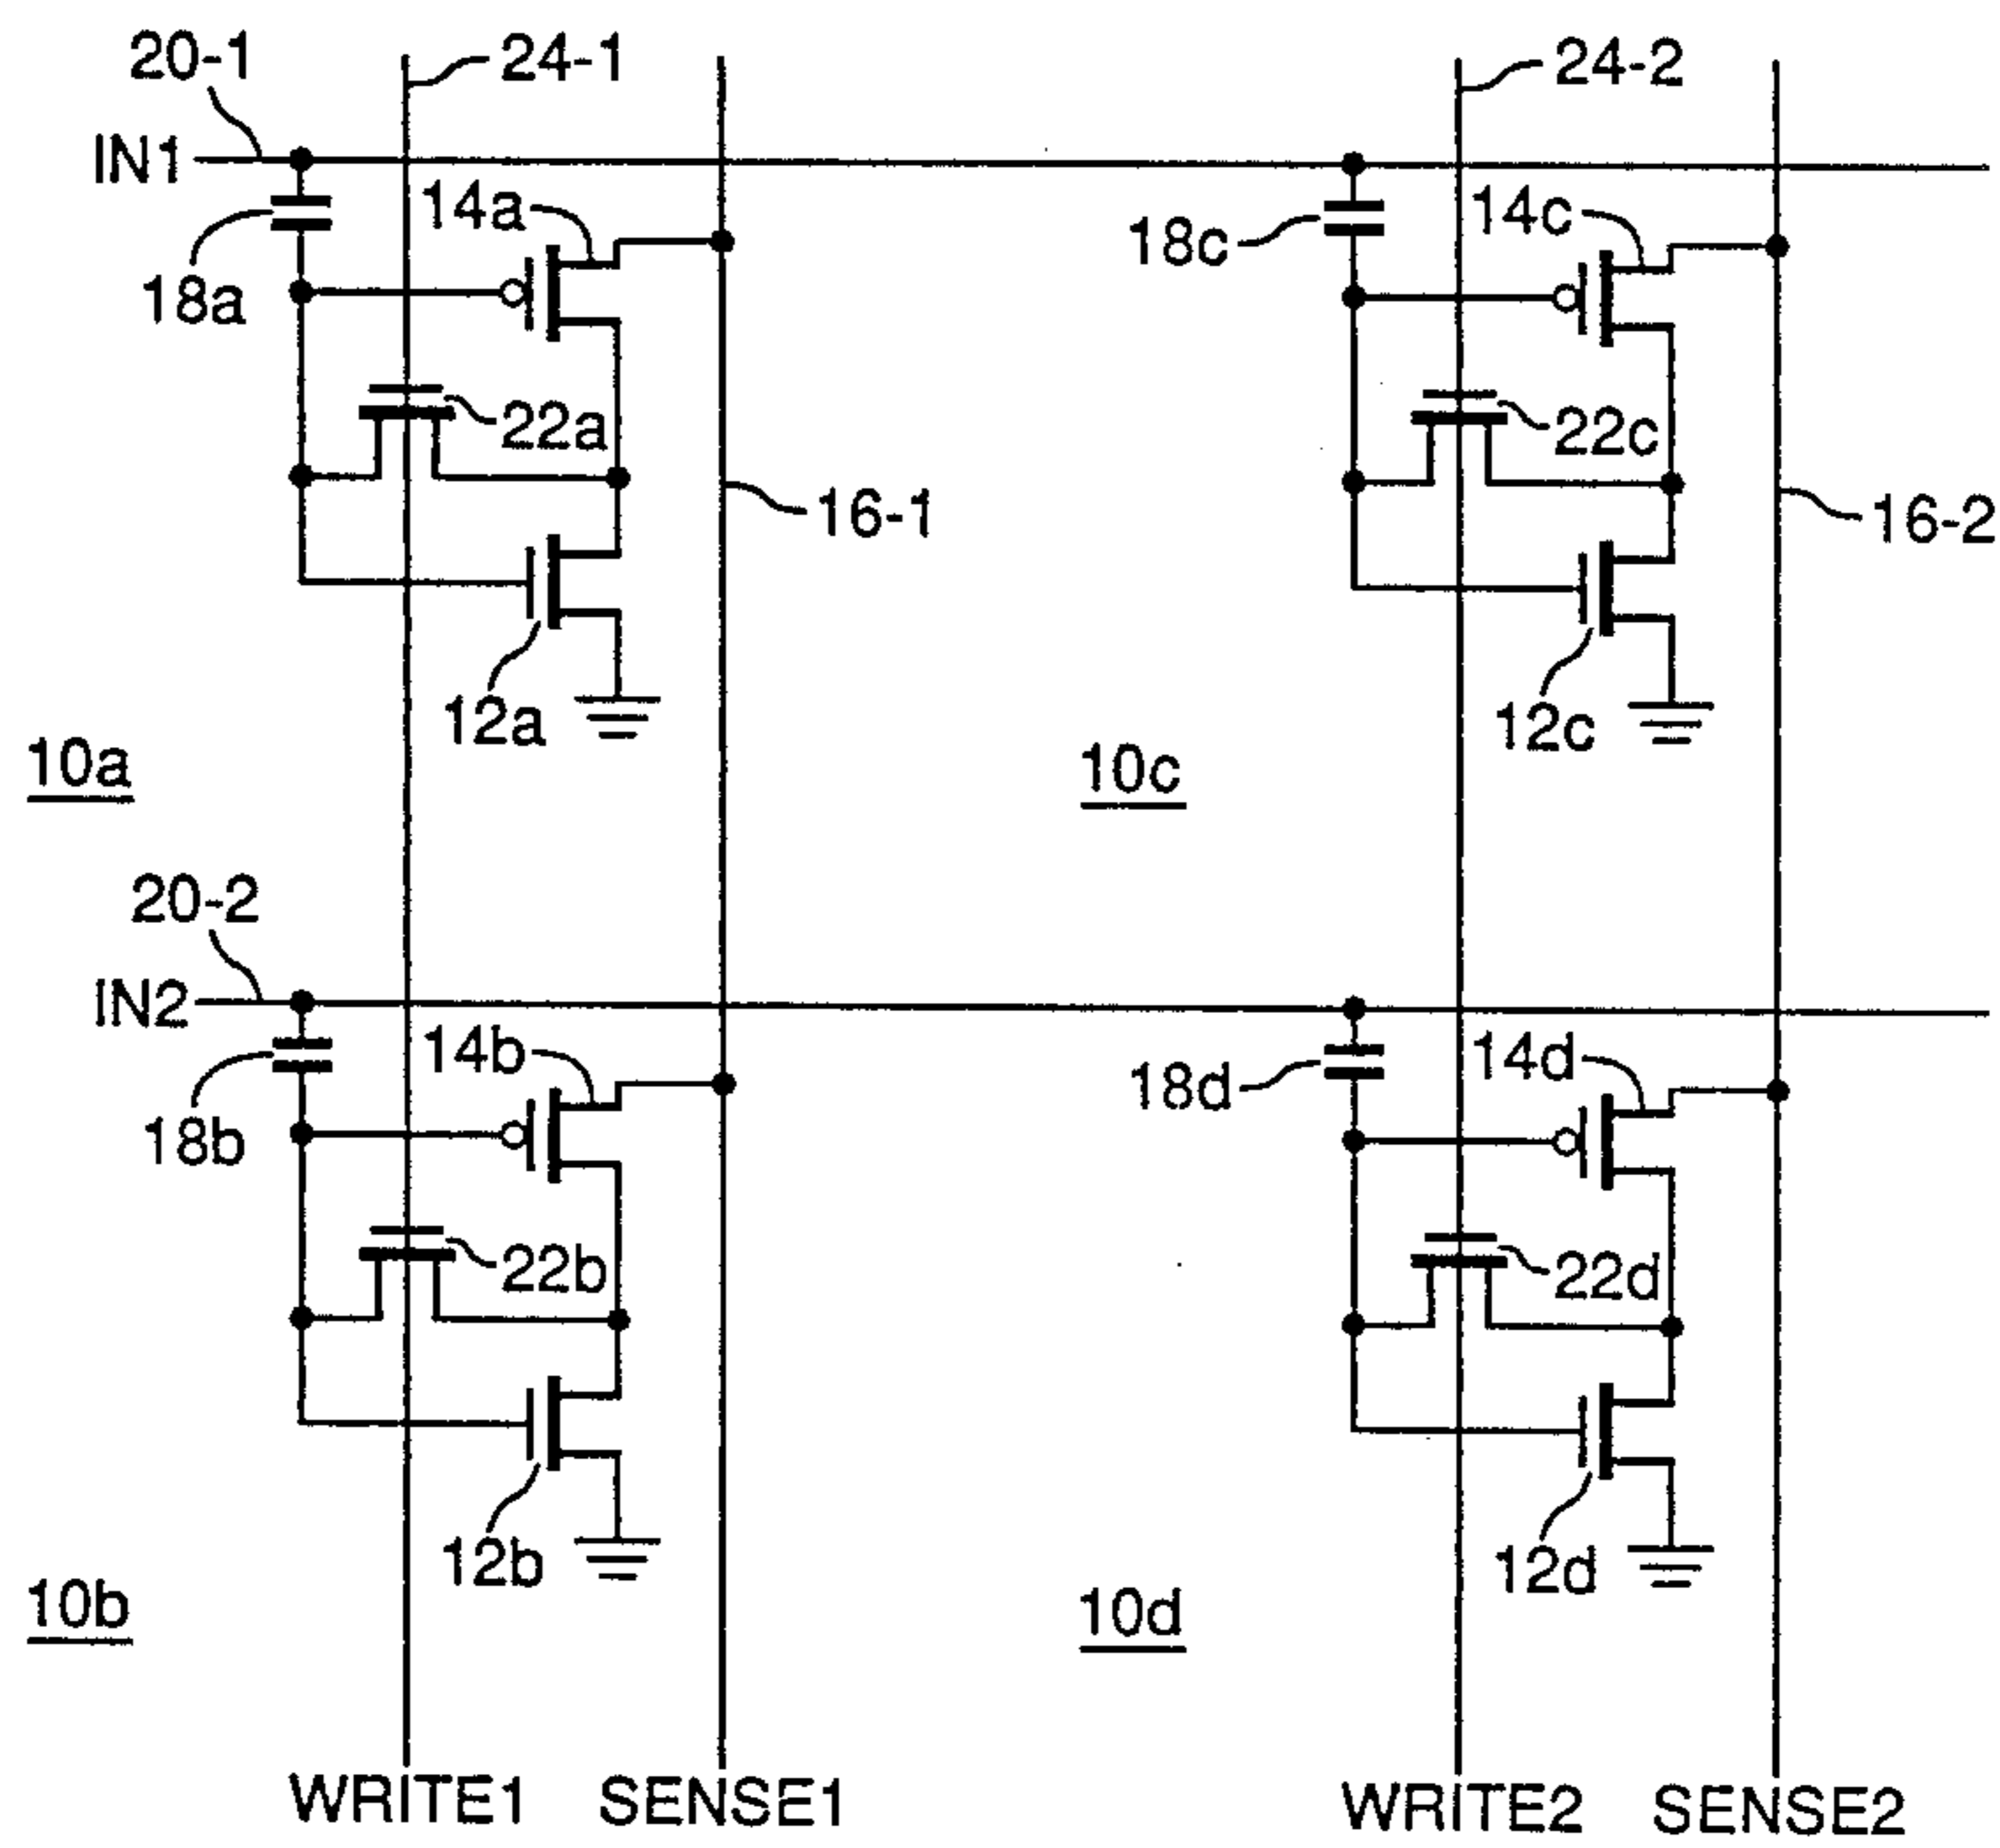 20-1 24-1 24-2
IN1 14a 14c
18a 18c
22a 22c
16-1 16-2
12a 12c
10a 10c
20-2
IN2 14b 14d
18b 18d
22b 22d
12b 12d
10b 10d
WRITE1 SENSE1 WRITE2 SENSE2